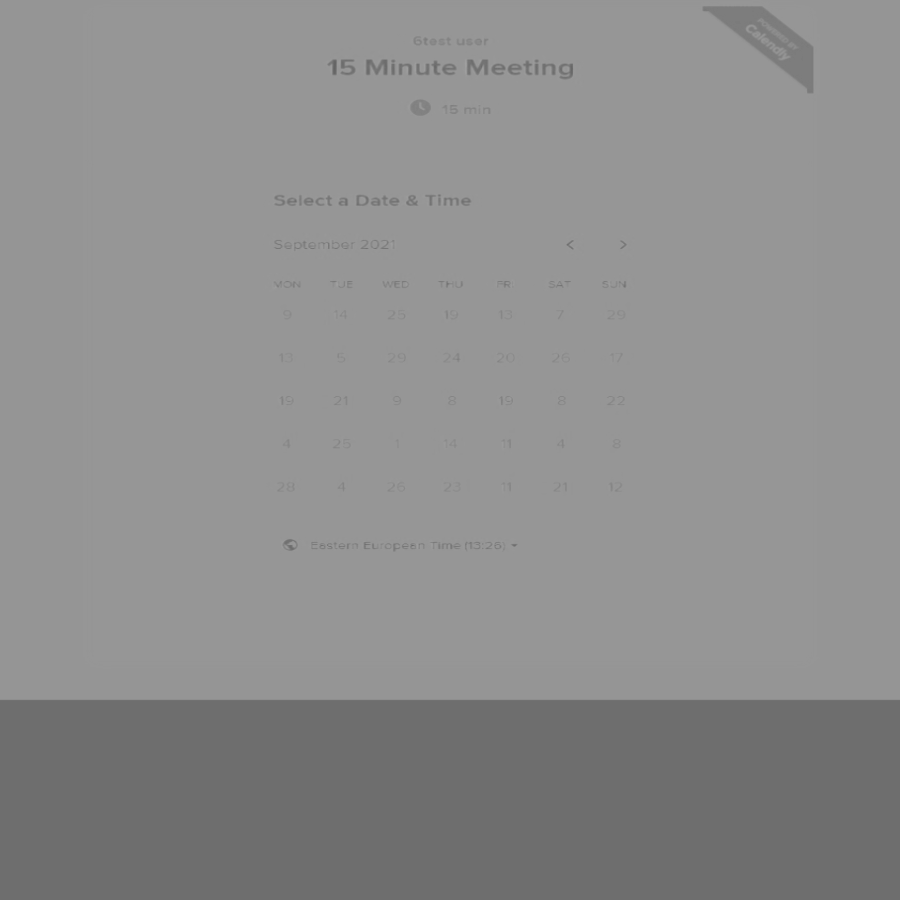 6test user
POWERED BY
Calendly
15 Minute Meeting
15 min
Select a Date & Time
September 2021
MON TUE WED THU FRI SAT SUN
9 14 25 19 13 7 29
13 5 29 24 20 26 17
19 21 9 8 19 8 22
4 25 1 14 11 4 8
28 4 26 23 11 21 12
Eastern European Time (13:26)